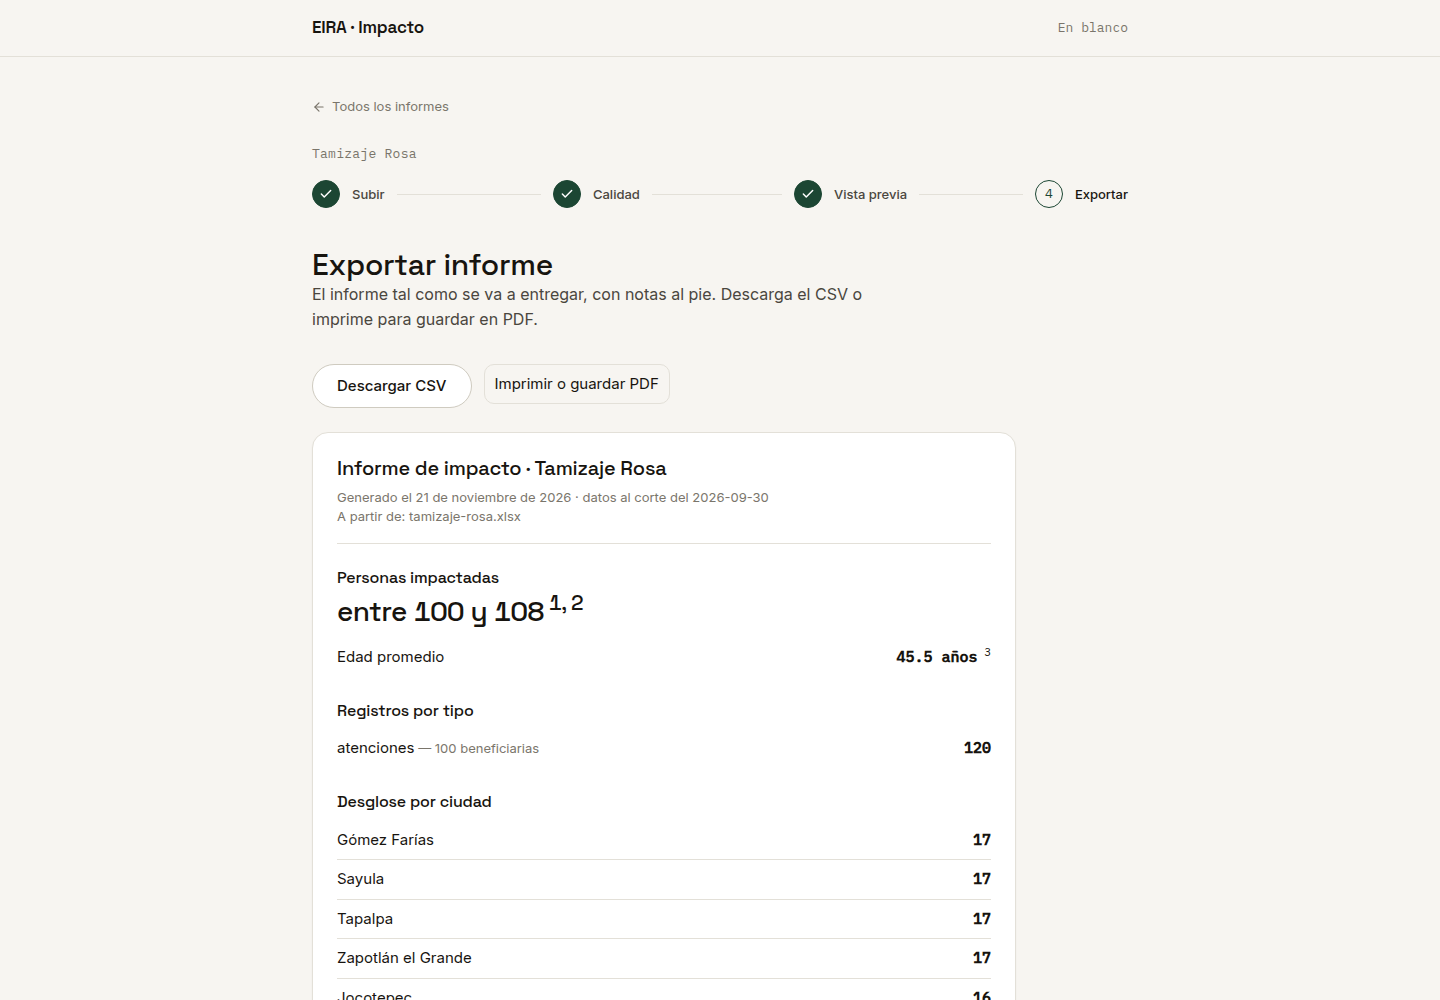 EIRA · Impacto
En blanco
← Todos los informes
Tamizaje Rosa
Subir
Calidad
Vista previa
4 Exportar
Exportar informe
El informe tal como se va a entregar, con notas al pie. Descarga el CSV o
imprime para guardar en PDF.
Descargar CSV
Imprimir o guardar PDF
Informe de impacto · Tamizaje Rosa
Generado el 21 de noviembre de 2026 · datos al corte del 2026-09-30
A partir de: tamizaje-rosa.xlsx
Personas impactadas
entre 100 y 108 1, 2
Edad promedio 45.5 años 3
Registros por tipo
atenciones — 100 beneficiarias 120
Desglose por ciudad
Gómez Farías 17
Sayula 17
Tapalpa 17
Zapotlán el Grande 17
Jocotepec 16